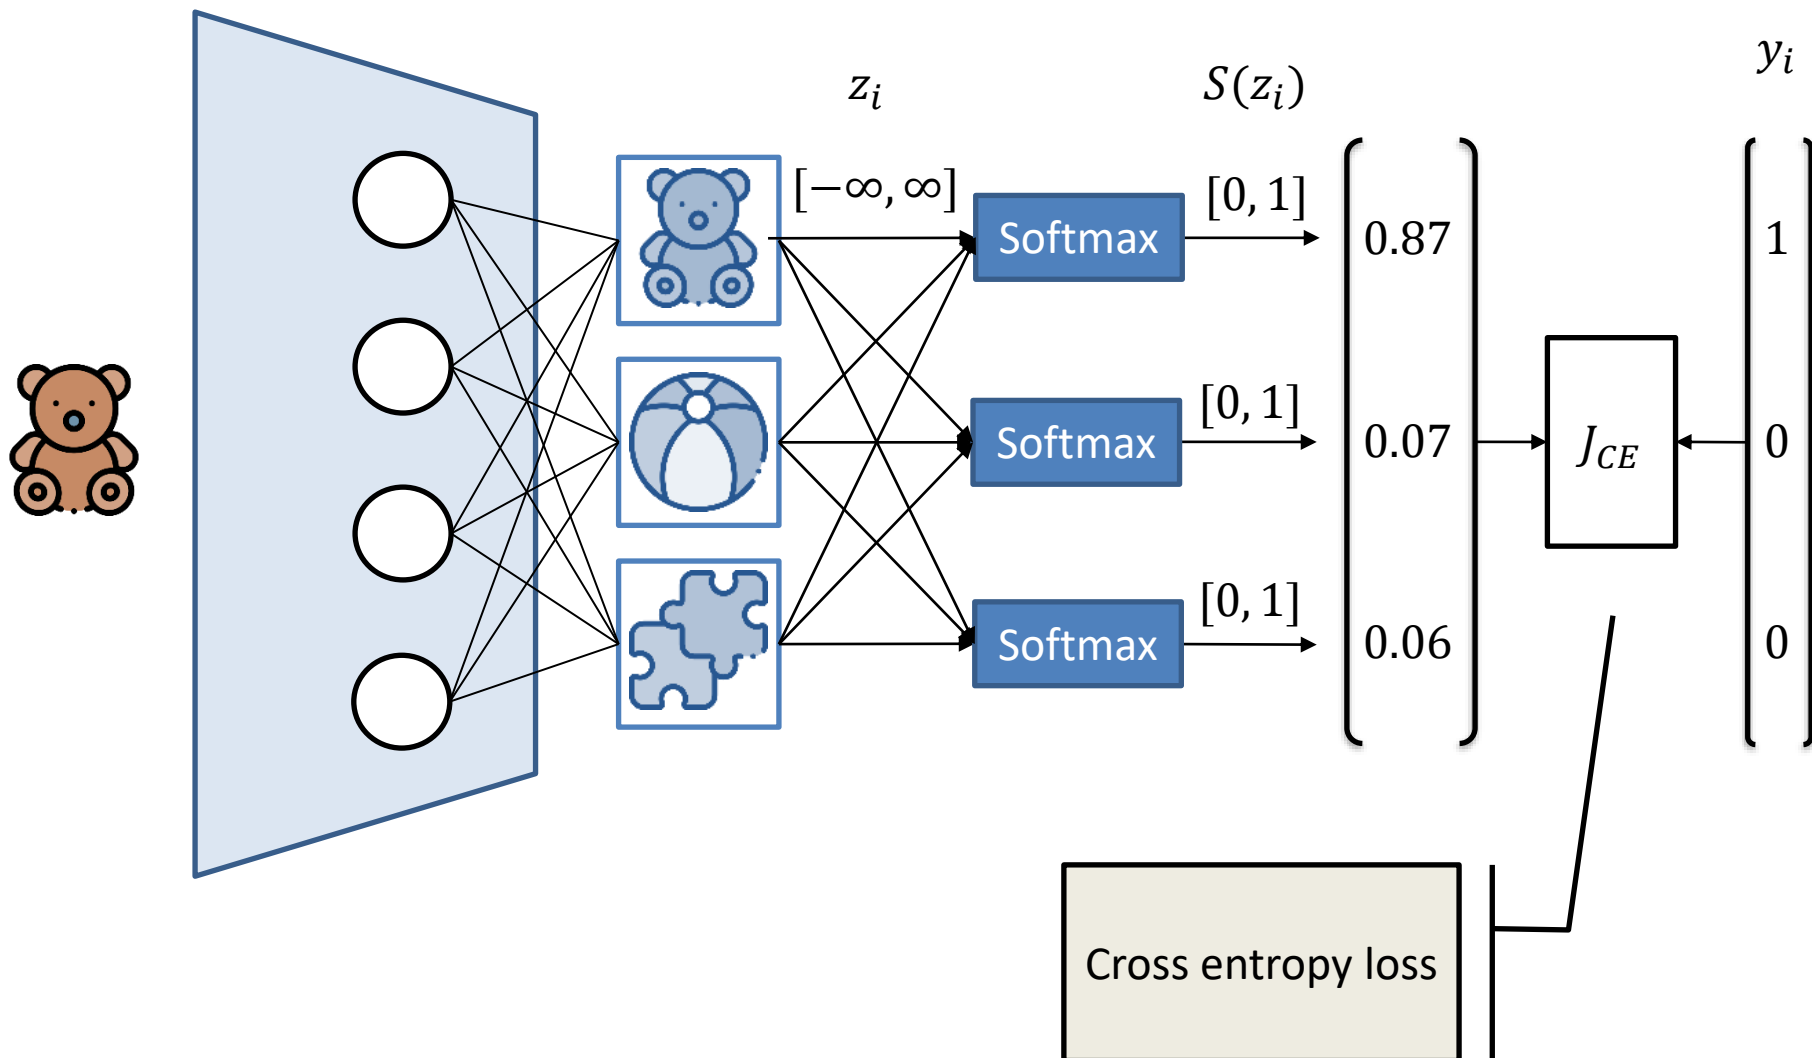 z_i
S(z_i)
y_i
[−∞, ∞]
[0, 1]
Softmax
0.87
1
[0, 1]
Softmax
0.07
J_CE
0
[0, 1]
Softmax
0.06
0
Cross entropy loss